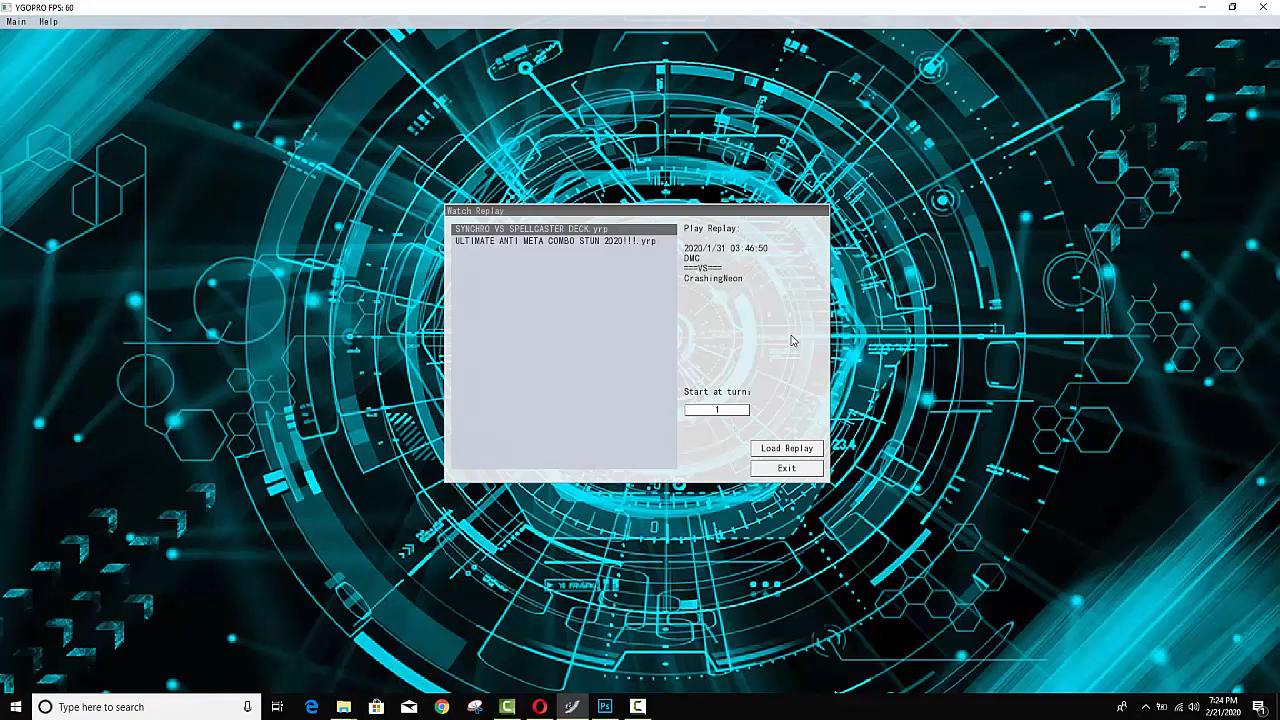 YGOPRO FPS: 60
Main Help
Watch Replay
SYNCHRO VS SPELLCASTER DECK.yrp
ULTIMATE ANTI META COMBO STUN 2020!!!.yrp
Play Replay:
2020/1/31 03:46:50
DMC
===VS===
CrashingNeon
Start at turn:
1
Load Replay
Exit
Type here to search
7:24 PM
2/21/2020